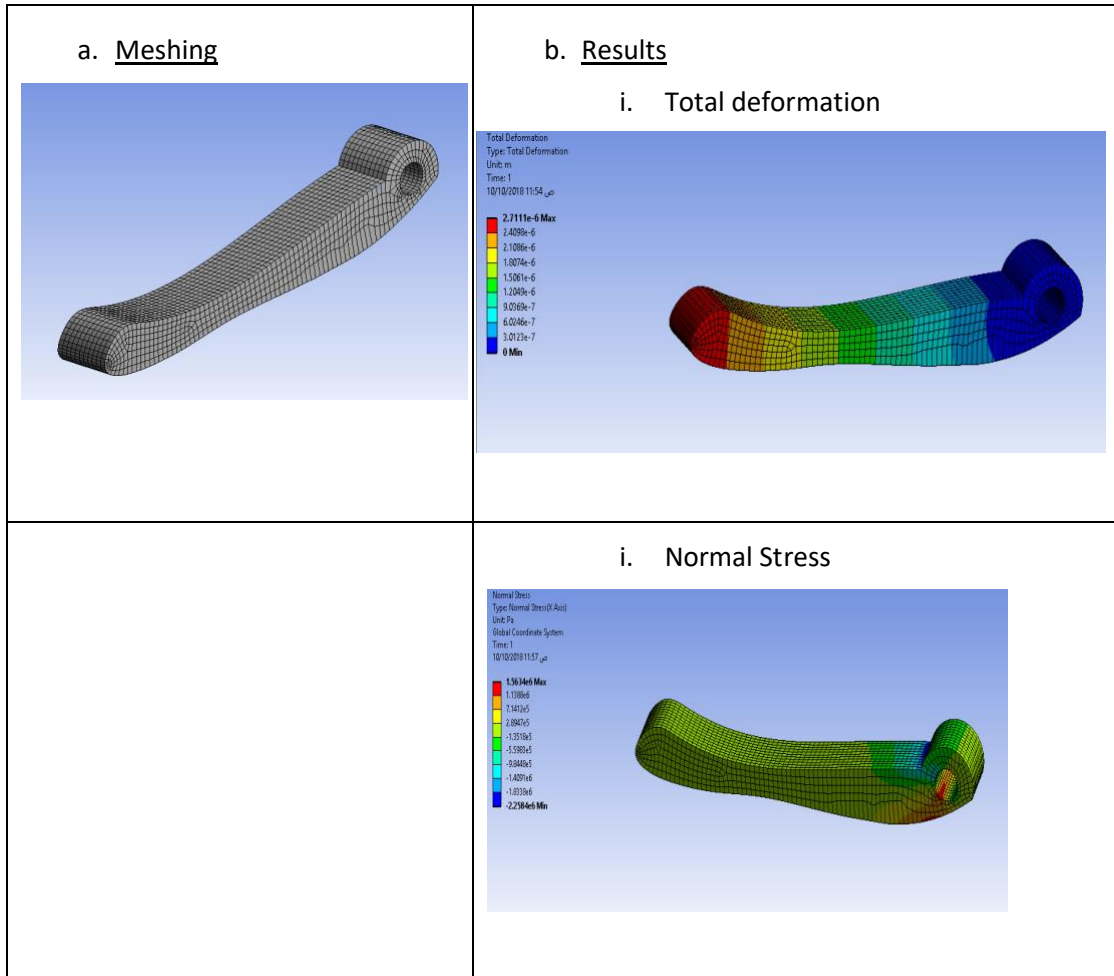 a. Meshing
b. Results
i. Total deformation
Total Deformation
Type: Total Deformation
Unit: m
Time: 1
10/10/2018 11:54 ص
2.7111e-6 Max
2.4098e-6
2.1086e-6
1.8074e-6
1.5061e-6
1.2049e-6
9.0369e-7
6.0246e-7
3.0123e-7
0 Min
i. Normal Stress
Normal Stress
Type: Normal Stress(X Axis)
Unit: Pa
Global Coordinate System
Time: 1
10/10/2018 11:57 ص
1.5634e6 Max
1.1388e6
7.1412e5
2.8947e5
-1.3518e5
-5.5983e5
-9.8448e5
-1.4091e6
-1.8338e6
-2.2584e6 Min